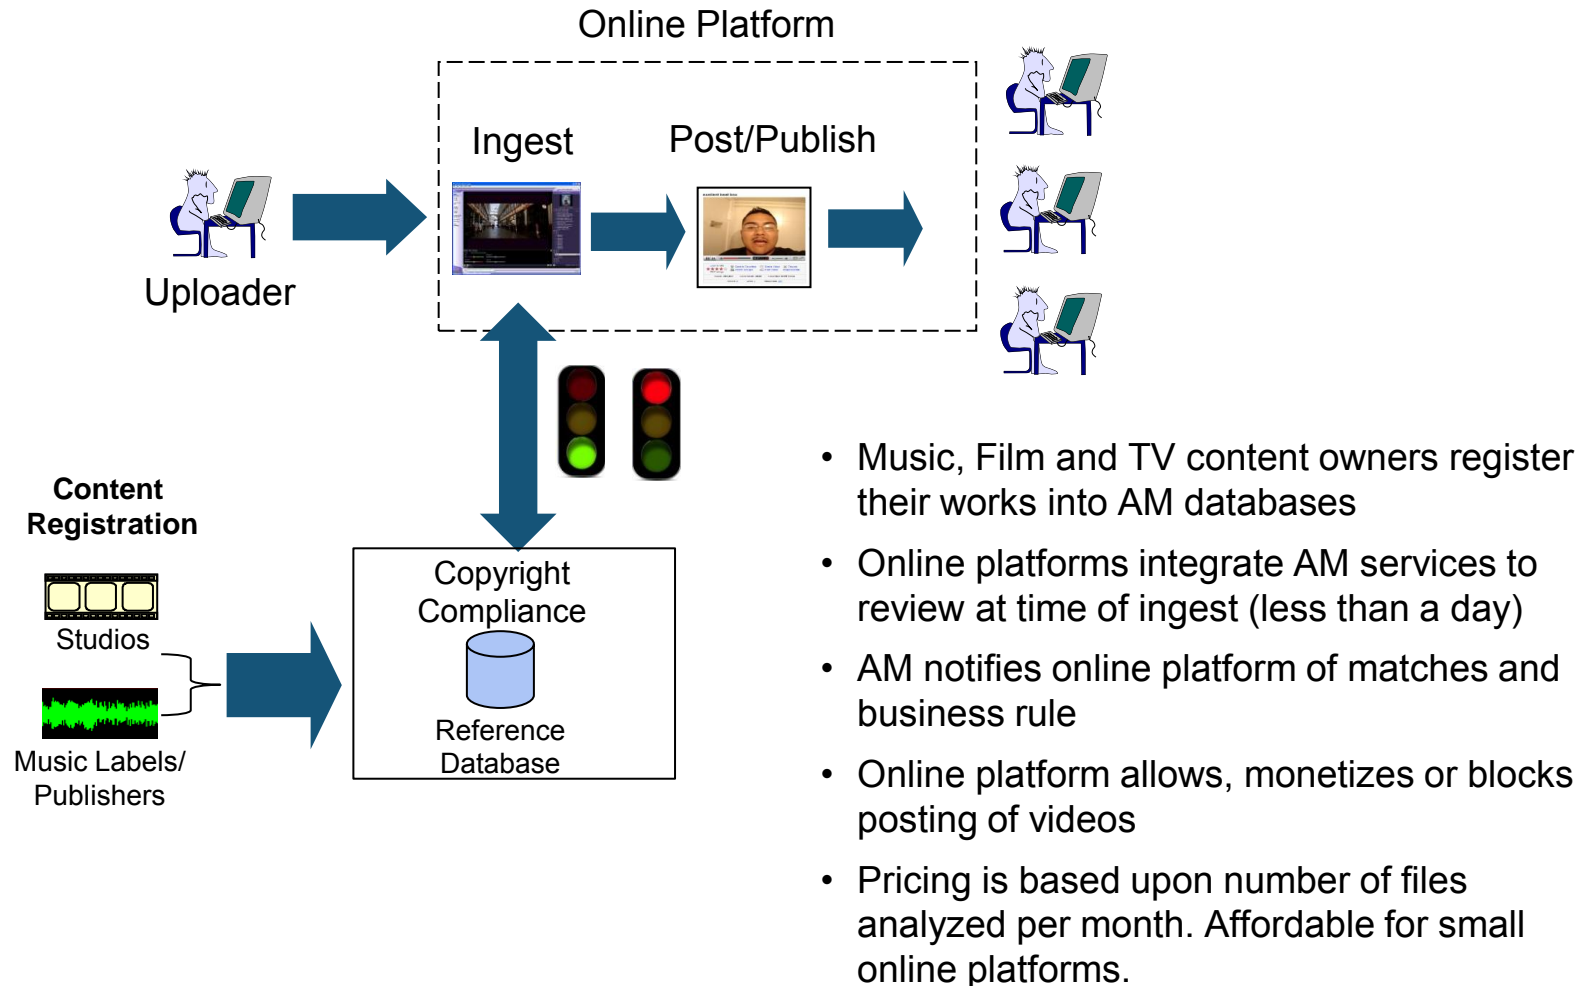 Online Platform
Ingest
Post/Publish
Uploader
Content
Registration
Studios
Music Labels/
Publishers
Copyright
Compliance
Reference
Database
• Music, Film and TV content owners register
their works into AM databases
• Online platforms integrate AM services to
review at time of ingest (less than a day)
• AM notifies online platform of matches and
business rule
• Online platform allows, monetizes or blocks
posting of videos
• Pricing is based upon number of files
analyzed per month. Affordable for small
online platforms.